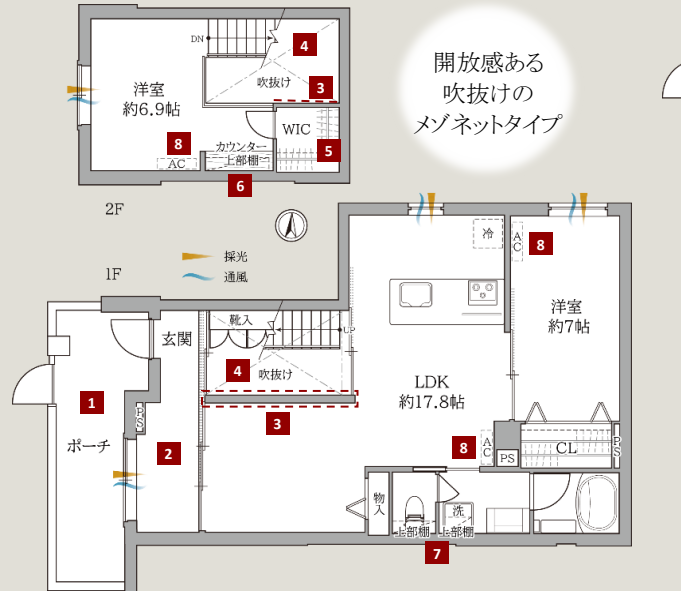 開放感ある
吹抜けの
メゾネットタイプ
DN
4
吹抜け
3
洋室
約6.9帖
WIC
5
8
AC
カウンター
上部棚
6
2F
1F
採光
通風
冷
AC
8
洋室
約7帖
玄関
靴入
UP
4
吹抜け
3
LDK
約17.8帖
1
ポーチ
PS
2
8
AC
PS
CL
PS
物入
洗
上部棚
上部棚
7